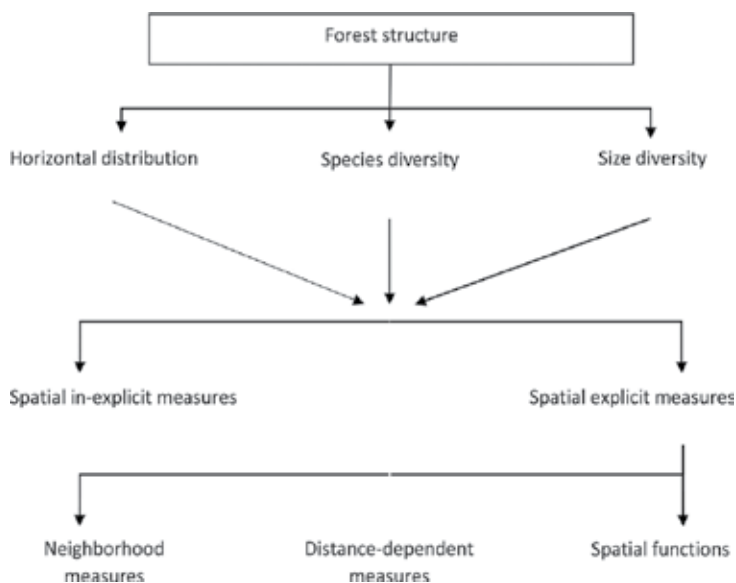 Forest structure
Horizontal distribution
Species diversity
Size diversity
Spatial in-explicit measures
Spatial explicit measures
Neighborhood
measures
Distance-dependent
measures
Spatial functions